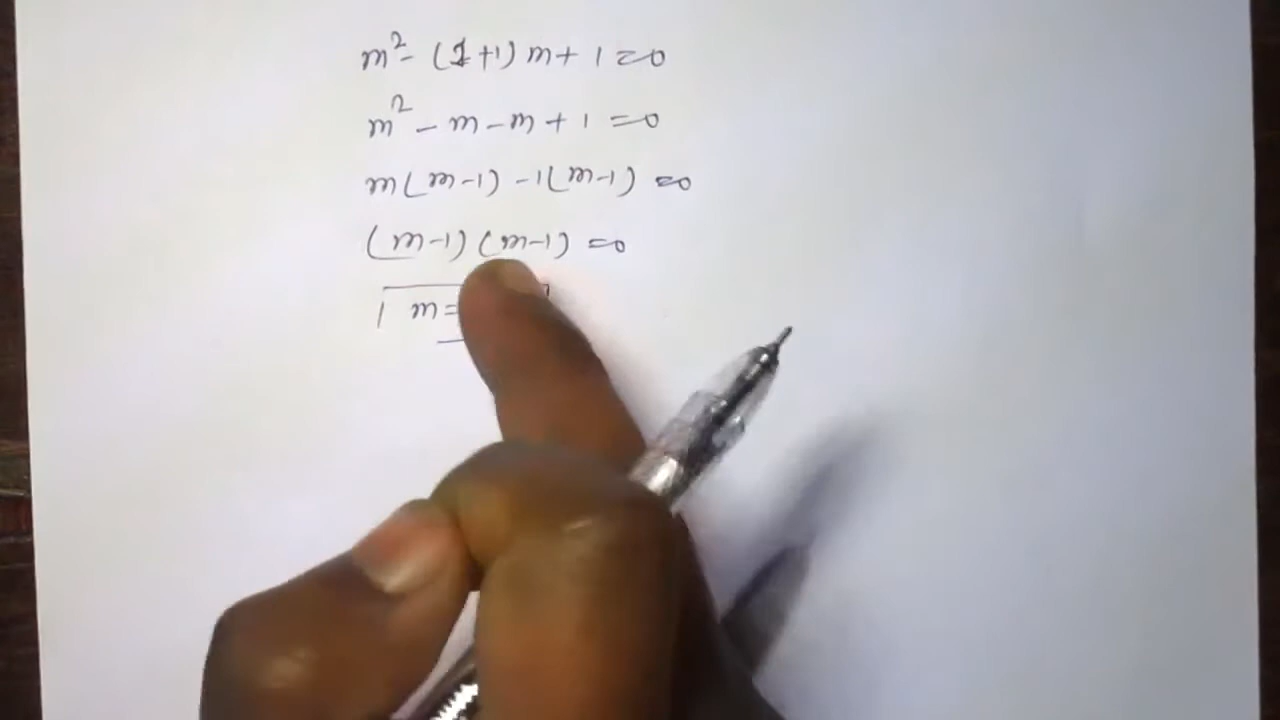 m² - (1+1) m + 1 = 0
m² - m - m + 1 = 0
m(m-1) -1(m-1) = 0
(m-1) (m-1) = 0
m =